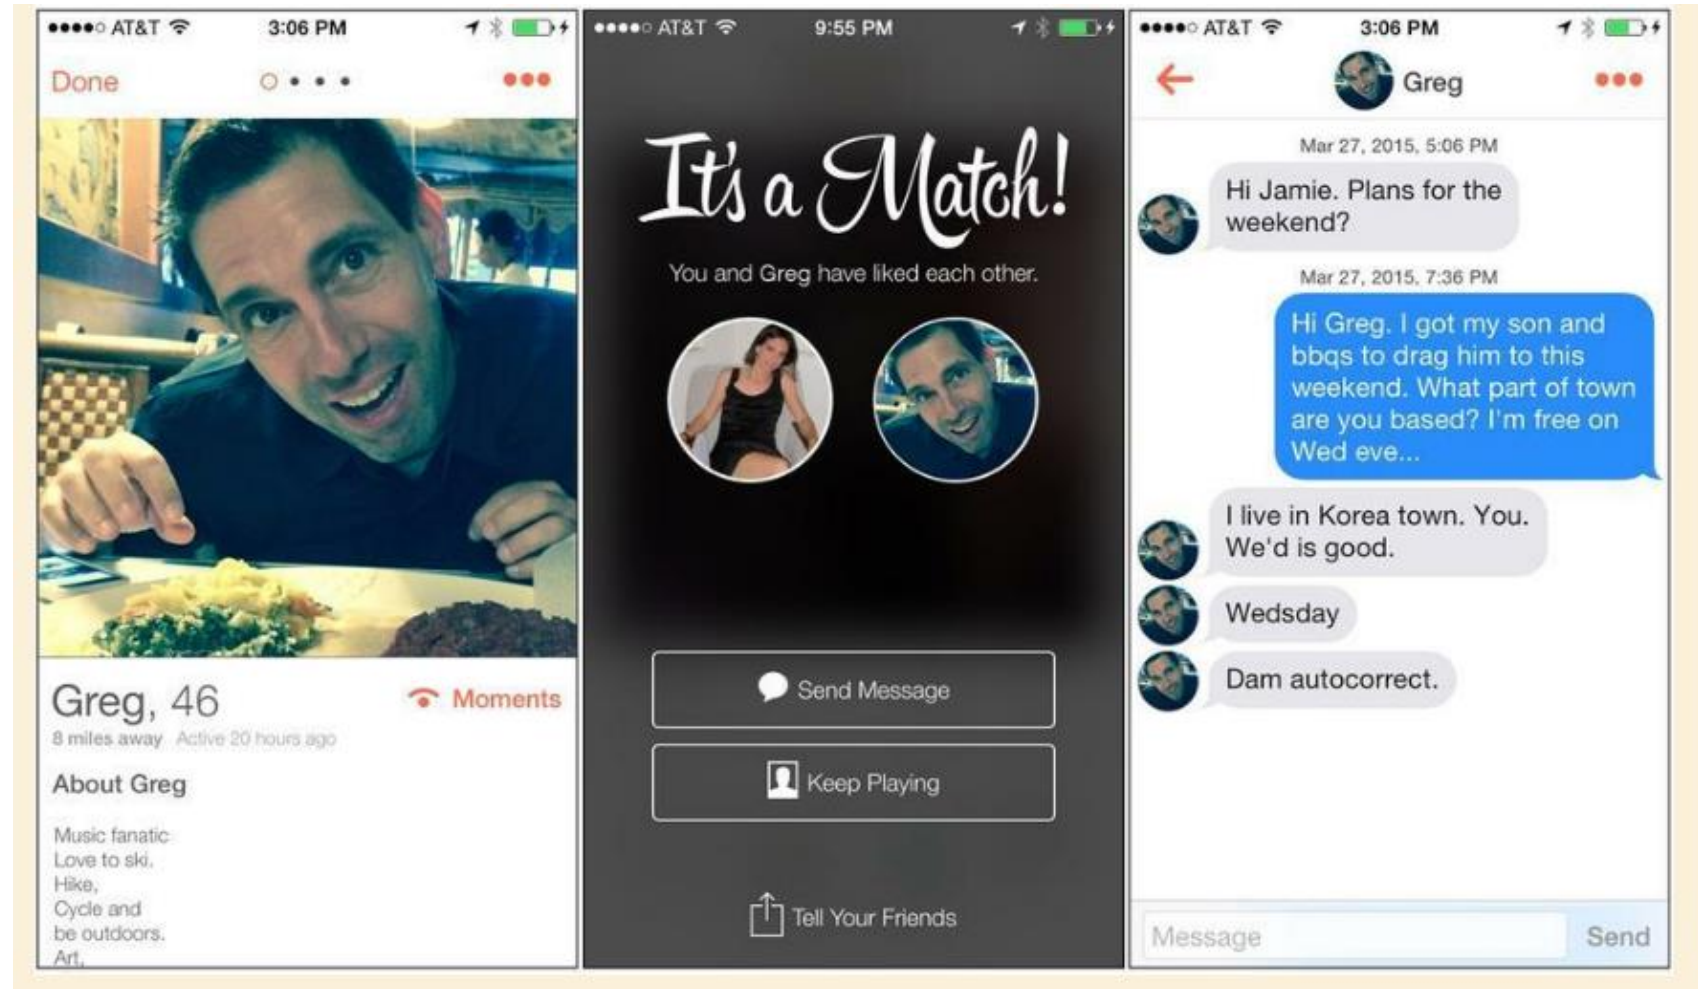 AT&T 3:06 PM
Done
Greg, 46
Moments
8 miles away Active 20 hours ago
About Greg
Music fanatic
Love to ski.
Hike,
Cycle and
be outdoors.
Art,
AT&T 9:55 PM
It's a Match!
You and Greg have liked each other.
Send Message
Keep Playing
Tell Your Friends
AT&T 3:06 PM
Greg
Mar 27, 2015, 5:06 PM
Hi Jamie. Plans for the
weekend?
Mar 27, 2015, 7:36 PM
Hi Greg. I got my son and
bbqs to drag him to this
weekend. What part of town
are you based? I'm free on
Wed eve...
I live in Korea town. You.
We'd is good.
Wedsday
Dam autocorrect.
Message
Send